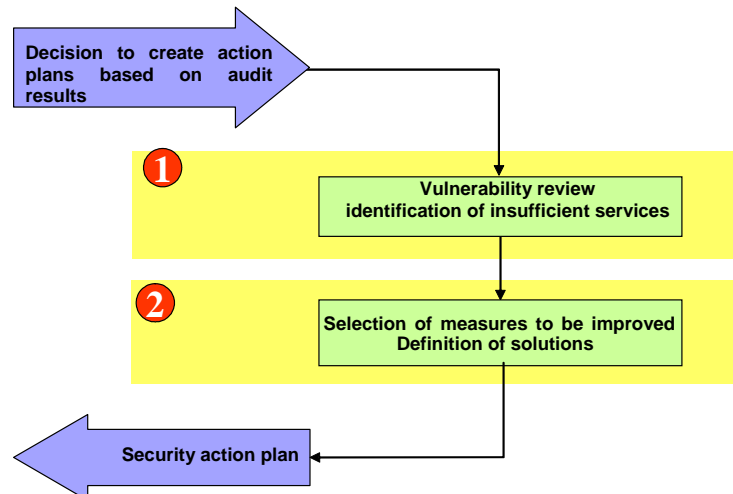 Decision to create action
plans based on audit
results
1
Vulnerability review
identification of insufficient services
2
Selection of measures to be improved
Definition of solutions
Security action plan